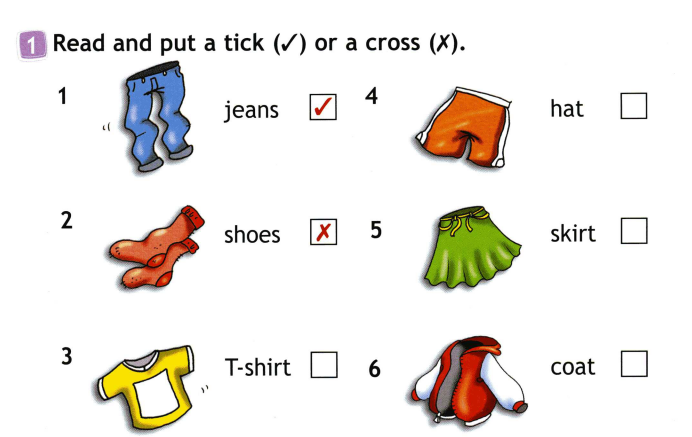 1 Read and put a tick (✓) or a cross (✗).
1 jeans ✓
4 hat
2 shoes ✗
5 skirt
3 T-shirt
6 coat